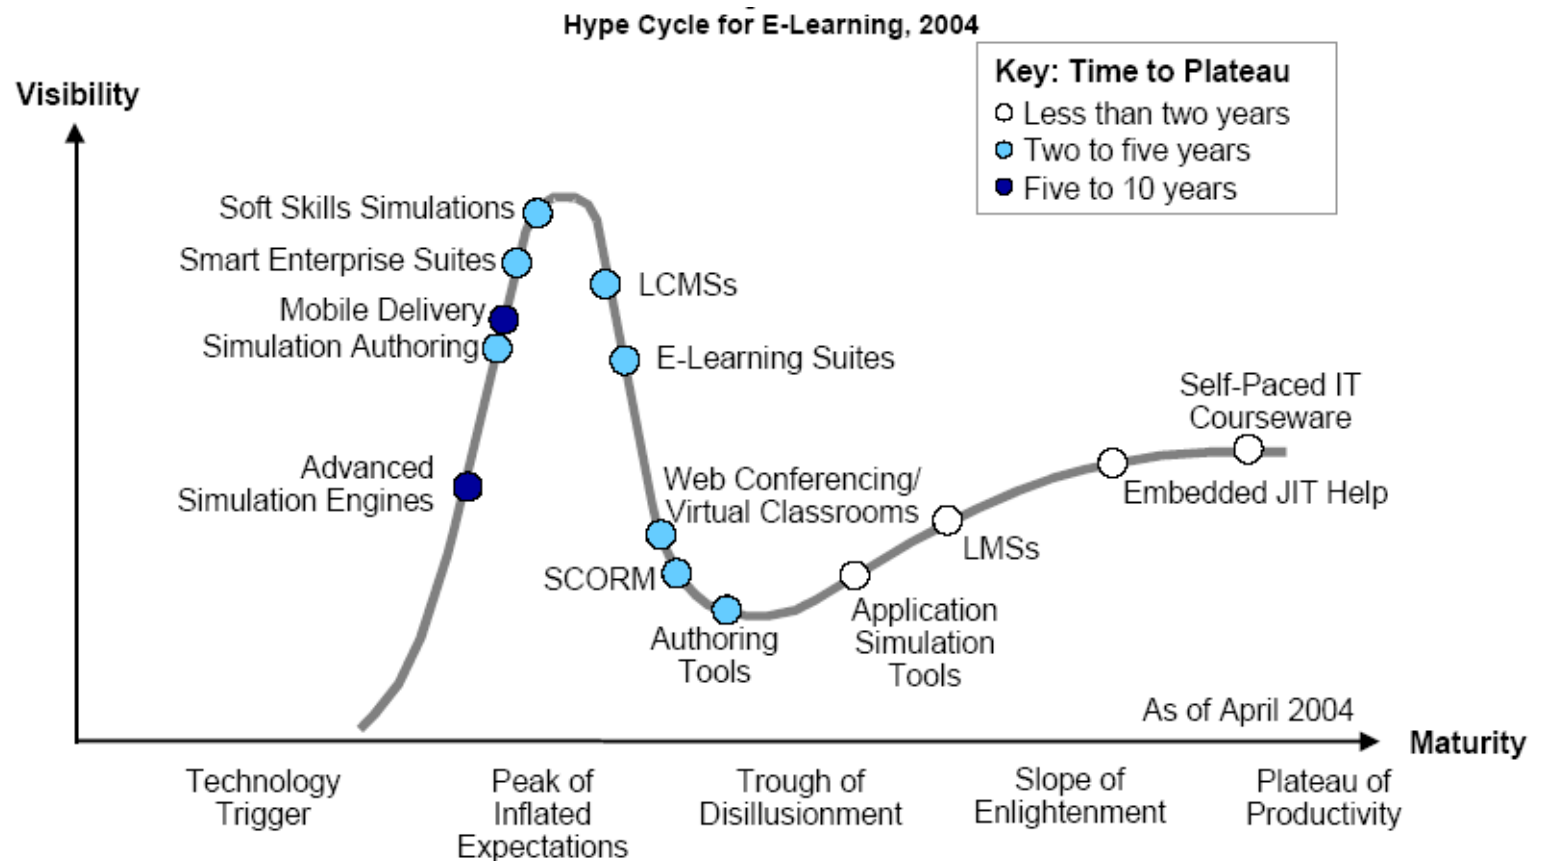 Hype Cycle for E-Learning, 2004
Key: Time to Plateau
Less than two years
Two to five years
Five to 10 years
Visibility
Soft Skills Simulations
Smart Enterprise Suites
Mobile Delivery
Simulation Authoring
Advanced
Simulation Engines
LCMSs
E-Learning Suites
Web Conferencing/
Virtual Classrooms
SCORM
Authoring
Tools
Application
Simulation
Tools
LMSs
Embedded JIT Help
Self-Paced IT
Courseware
As of April 2004
Maturity
Technology
Trigger
Peak of
Inflated
Expectations
Trough of
Disillusionment
Slope of
Enlightenment
Plateau of
Productivity